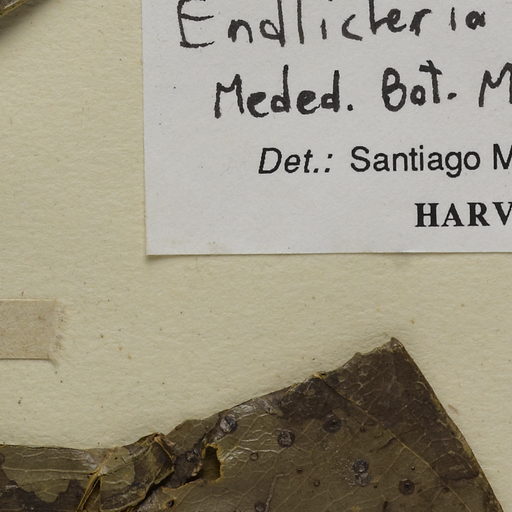 Endlicheria
Meded. Bot. M
Det.: Santiago M
HARV